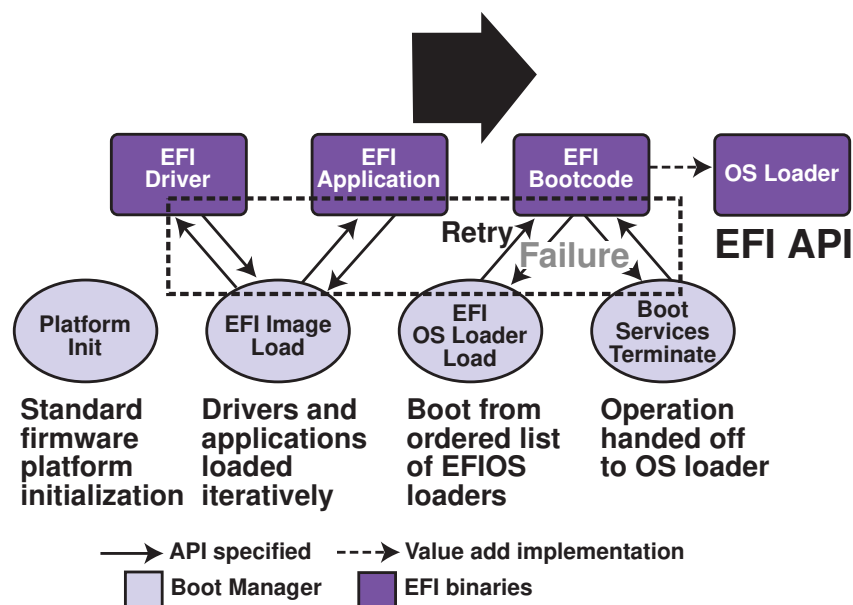 EFI
Driver
EFI
Application
EFI
Bootcode
OS Loader
Retry
Failure
EFI API
Platform
Init
EFI Image
Load
EFI
OS Loader
Load
Boot
Services
Terminate
Standard
firmware
platform
initialization
Drivers and
applications
loaded
iteratively
Boot from
ordered list
of EFIOS
loaders
Operation
handed off
to OS loader
API specified
Value add implementation
Boot Manager
EFI binaries